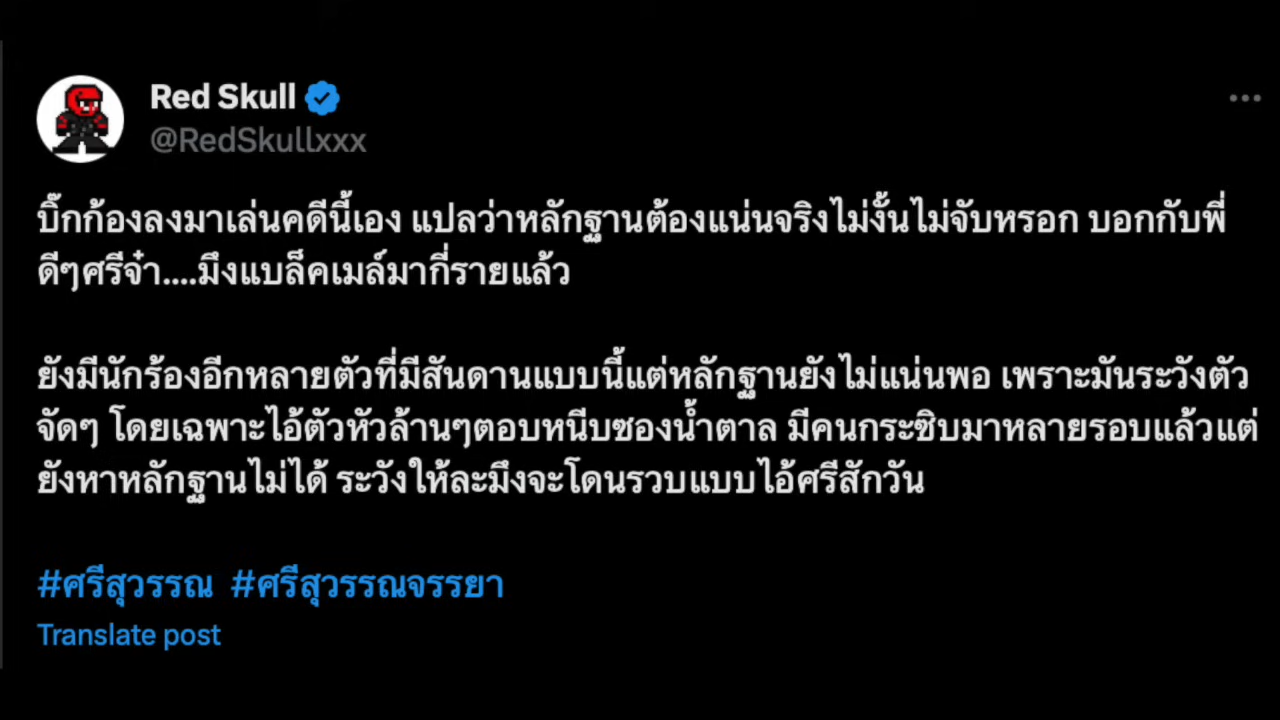 Red Skull
@RedSkullxxx
บิ๊กก้องลงมาเล่นคดีนี้เอง แปลว่าหลักฐานต้องแน่นจริงไม่งั้นไม่จับหรอก บอกกับพี่
ดีๆศรีจ๋า....มึงแบล็คเมล์มากี่รายแล้ว
ยังมีนักร้องอีกหลายตัวที่มีสันดานแบบนี้แต่หลักฐานยังไม่แน่นพอ เพราะมันระวังตัว
จัดๆ โดยเฉพาะไอ้ตัวหัวล้านๆตอบหนีบซองน้ำตาล มีคนกระซิบมาหลายรอบแล้วแต่
ยังหาหลักฐานไม่ได้ ระวังให้ละมึงจะโดนรวบแบบไอ้ศรีสักวัน
#ศรีสุวรรณ #ศรีสุวรรณจรรยา
Translate post